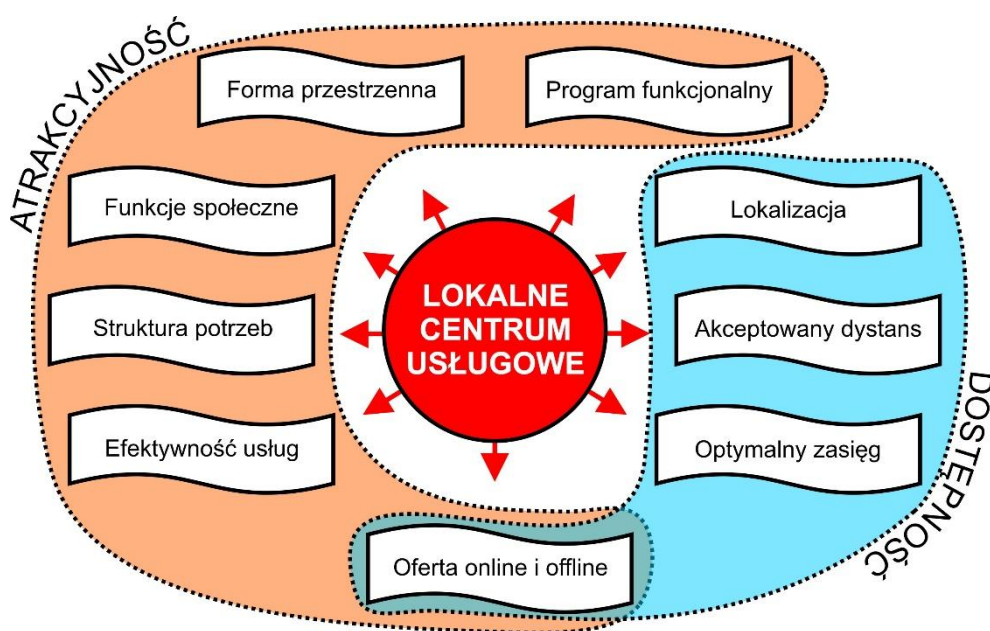 ATRAKCYJNOŚĆ
Forma przestrzenna
Program funkcjonalny
Funkcje społeczne
Lokalizacja
LOKALNE
CENTRUM
USŁUGOWE
Struktura potrzeb
Akceptowany dystans
Efektywność usług
Optymalny zasięg
DOSTĘPNOŚĆ
Oferta online i offline